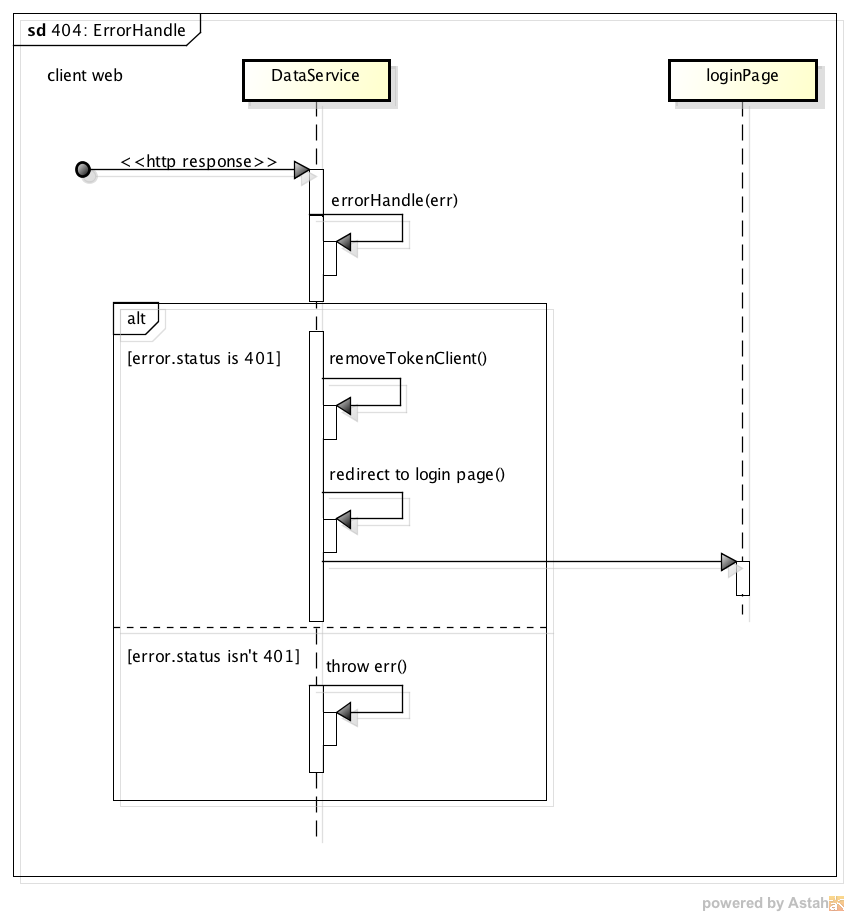 sd 404: ErrorHandle
client web
DataService
loginPage
<<http response>>
errorHandle(err)
alt
[error.status is 401]
removeTokenClient()
redirect to login page()
[error.status isn't 401]
throw err()
powered by Astah